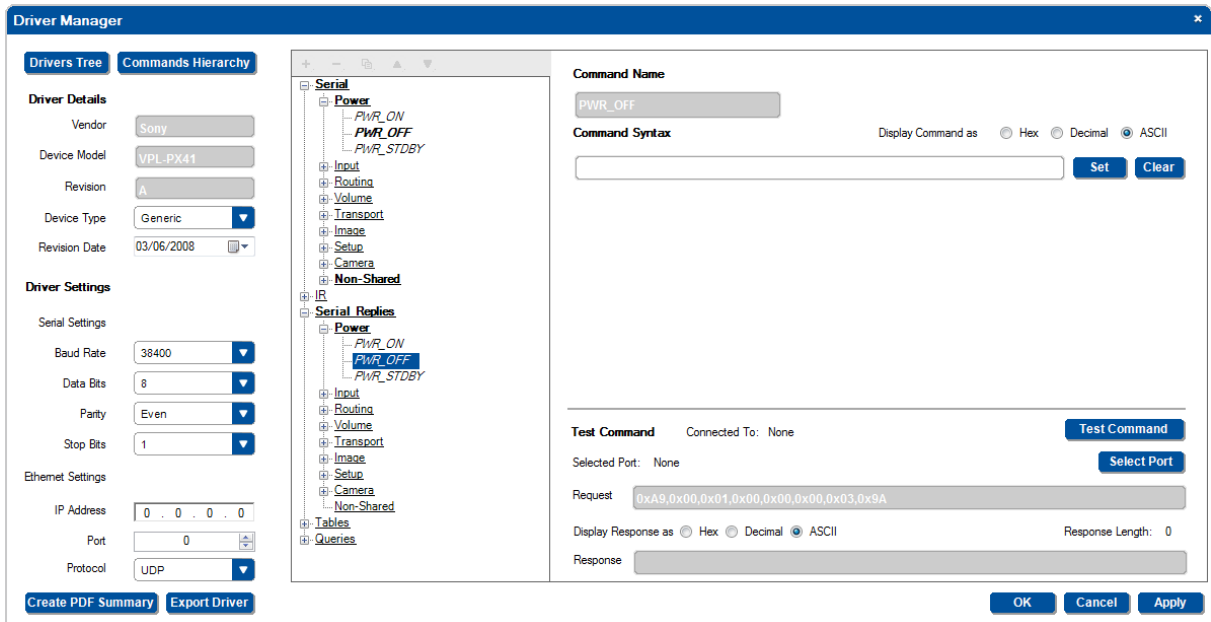 Driver Manager
Drivers Tree
Commands Hierarchy
Driver Details
Vendor
Sony
Device Model
VPL-PX41
Revision
A
Device Type
Generic
Revision Date
03/06/2008
Driver Settings
Serial Settings
Baud Rate
38400
Data Bits
8
Parity
Even
Stop Bits
1
Ethernet Settings
IP Address
0 . 0 . 0 . 0
Port
0
Protocol
UDP
Create PDF Summary
Export Driver
Serial
Power
PWR_ON
PWR_OFF
PWR_STDBY
Input
Routing
Volume
Transport
Image
Setup
Camera
Non-Shared
IR
Serial Replies
Power
PWR_ON
PWR_OFF
PWR_STDBY
Input
Routing
Volume
Transport
Image
Setup
Camera
Non-Shared
Tables
Queries
Command Name
PWR_OFF
Command Syntax
Display Command as Hex Decimal ASCII
Set
Clear
Test Command Connected To: None
Test Command
Selected Port: None
Select Port
Request
0xA9,0x00,0x01,0x00,0x00,0x00,0x03,0x9A
Display Response as Hex Decimal ASCII
Response Length: 0
Response
OK
Cancel
Apply